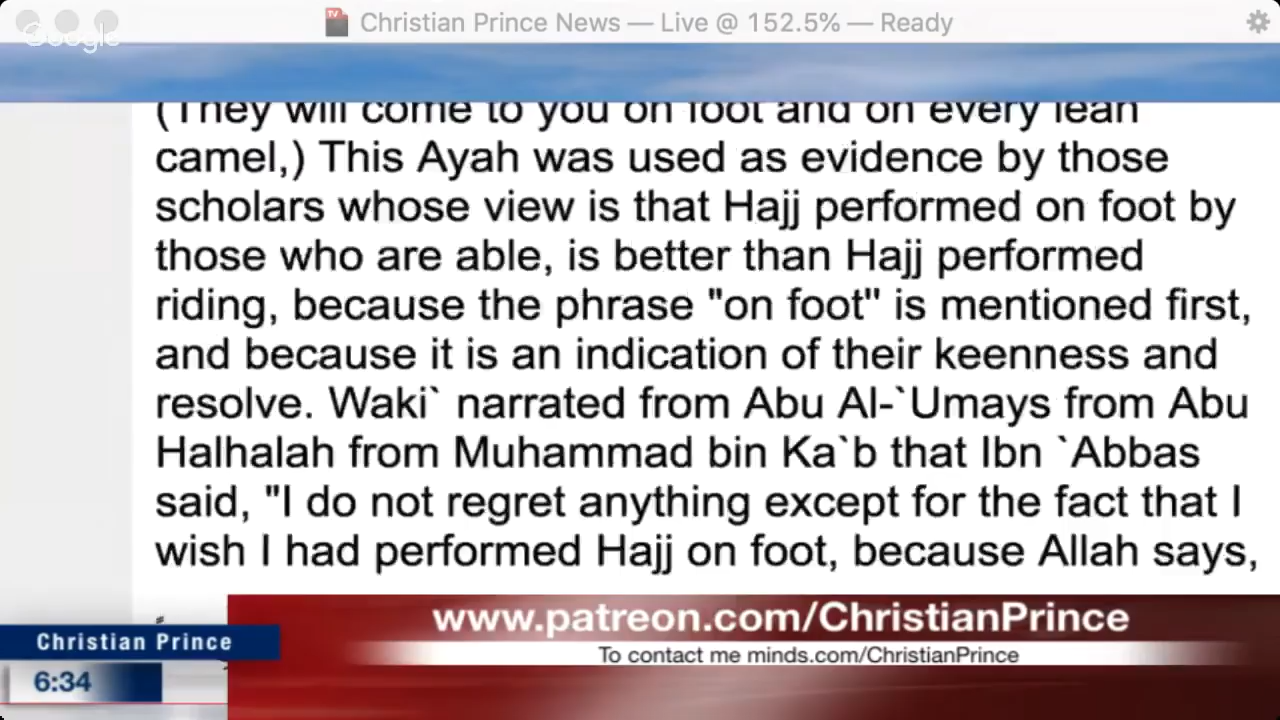 Christian Prince News — Live @ 152.5% — Ready
Google
(They will come to you on foot and on every lean
camel,) This Ayah was used as evidence by those
scholars whose view is that Hajj performed on foot by
those who are able, is better than Hajj performed
riding, because the phrase "on foot" is mentioned first,
and because it is an indication of their keenness and
resolve. Waki` narrated from Abu Al-`Umays from Abu
Halhalah from Muhammad bin Ka`b that Ibn `Abbas
said, "I do not regret anything except for the fact that I
wish I had performed Hajj on foot, because Allah says,
www.patreon.com/ChristianPrince
To contact me minds.com/ChristianPrince
Christian Prince
6:34